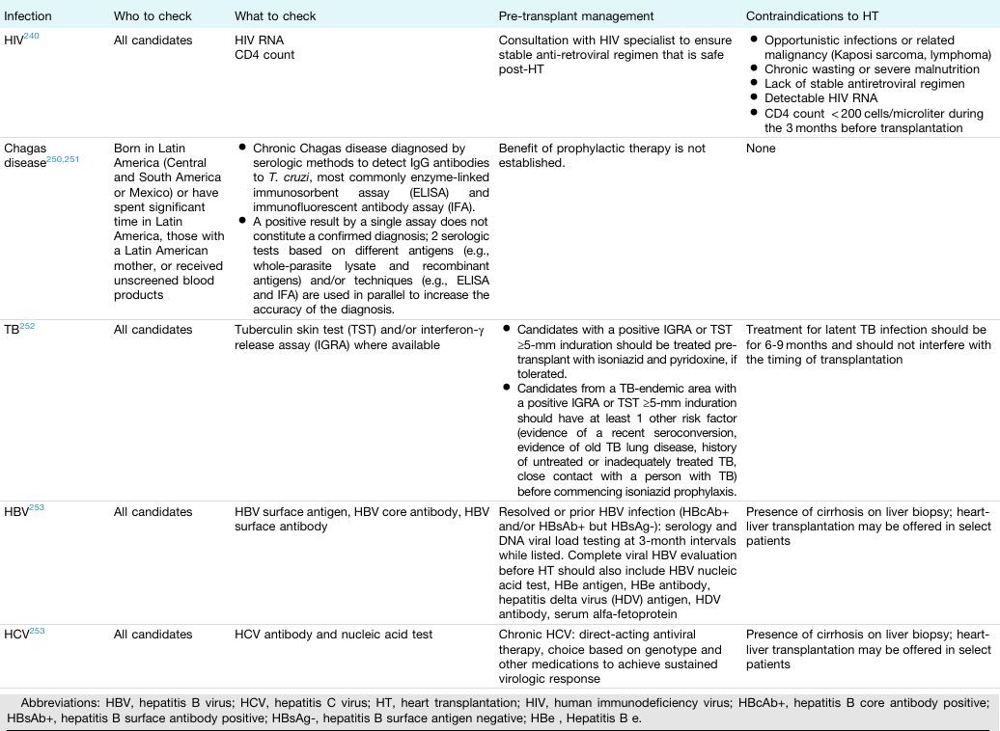 Infection
Who to check
What to check
Pre-transplant management
Contraindications to HT
HIV240
All candidates
HIV RNA
CD4 count
Consultation with HIV specialist to ensure
stable anti-retroviral regimen that is safe
post-HT
● Opportunistic infections or related
malignancy (Kaposi sarcoma, lymphoma)
● Chronic wasting or severe malnutrition
● Lack of stable antiretroviral regimen
● Detectable HIV RNA
● CD4 count <200 cells/microliter during
the 3 months before transplantation
Chagas
disease250,251
Born in Latin
America (Central
and South America
or Mexico) or have
spent significant
time in Latin
America, those with
a Latin American
mother, or received
unscreened blood
products
● Chronic Chagas disease diagnosed by
serologic methods to detect IgG antibodies
to T. cruzi, most commonly enzyme-linked
immunosorbent assay (ELISA) and
immunofluorescent antibody assay (IFA).
● A positive result by a single assay does not
constitute a confirmed diagnosis; 2 serologic
tests based on different antigens (e.g.,
whole-parasite lysate and recombinant
antigens) and/or techniques (e.g., ELISA
and IFA) are used in parallel to increase the
accuracy of the diagnosis.
Benefit of prophylactic therapy is not
established.
None
TB252
All candidates
Tuberculin skin test (TST) and/or interferon-γ
release assay (IGRA) where available
● Candidates with a positive IGRA or TST
≥5-mm induration should be treated pre-
transplant with isoniazid and pyridoxine, if
tolerated.
● Candidates from a TB-endemic area with
a positive IGRA or TST ≥5-mm induration
should have at least 1 other risk factor
(evidence of a recent seroconversion,
evidence of old TB lung disease, history
of untreated or inadequately treated TB,
close contact with a person with TB)
before commencing isoniazid prophylaxis.
Treatment for latent TB infection should be
for 6-9 months and should not interfere with
the timing of transplantation
HBV253
All candidates
HBV surface antigen, HBV core antibody, HBV
surface antibody
Resolved or prior HBV infection (HBcAb+
and/or HBsAb+ but HBsAg-): serology and
DNA viral load testing at 3-month intervals
while listed. Complete viral HBV evaluation
before HT should also include HBV nucleic
acid test, HBe antigen, HBe antibody,
hepatitis delta virus (HDV) antigen, HDV
antibody, serum alfa-fetoprotein
Presence of cirrhosis on liver biopsy; heart-
liver transplantation may be offered in select
patients
HCV253
All candidates
HCV antibody and nucleic acid test
Chronic HCV: direct-acting antiviral
therapy, choice based on genotype and
other medications to achieve sustained
virologic response
Presence of cirrhosis on liver biopsy; heart-
liver transplantation may be offered in select
patients
Abbreviations: HBV, hepatitis B virus; HCV, hepatitis C virus; HT, heart transplantation; HIV, human immunodeficiency virus; HBcAb+, hepatitis B core antibody positive;
HBsAb+, hepatitis B surface antibody positive; HBsAg-, hepatitis B surface antigen negative; HBe , Hepatitis B e.